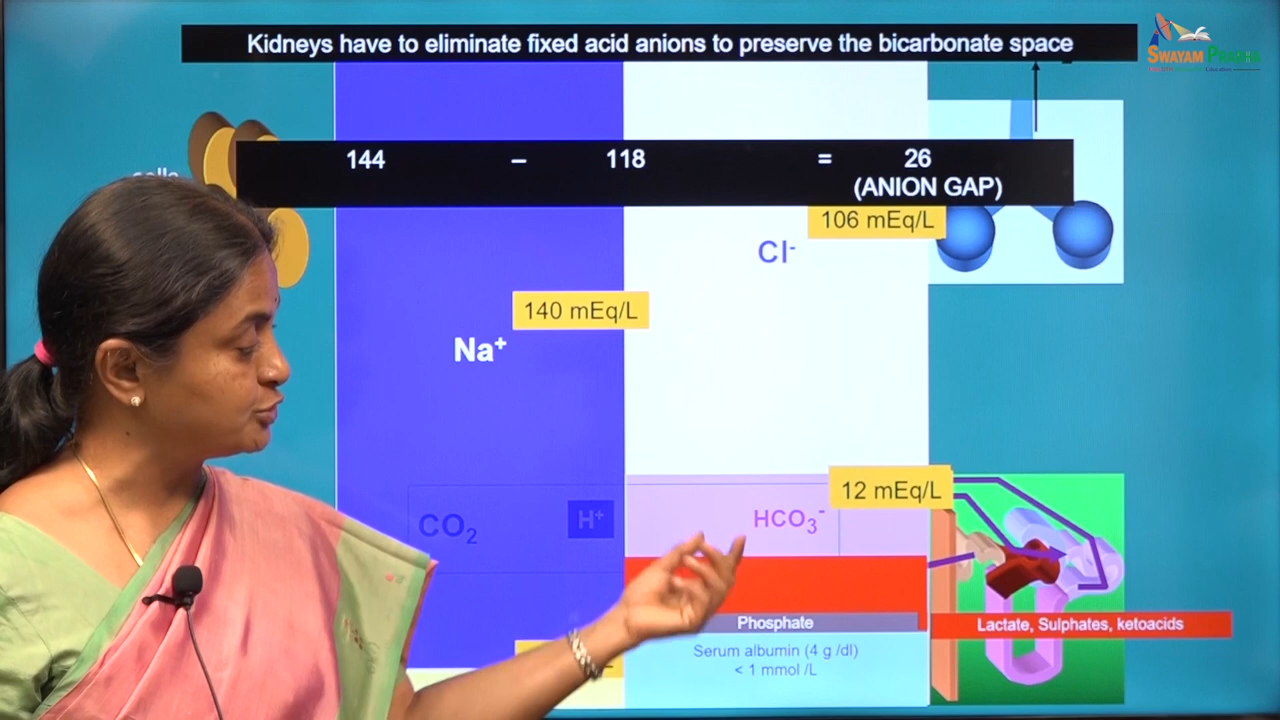 Kidneys have to eliminate fixed acid anions to preserve the bicarbonate space
SWAYAM PRABHA
cells
144 – 118 = 26
(ANION GAP)
106 mEq/L
Cl-
140 mEq/L
Na+
12 mEq/L
CO2 H+ HCO3-
Phosphate
Lactate, Sulphates, ketoacids
Serum albumin (4 g /dl)
< 1 mmol /L